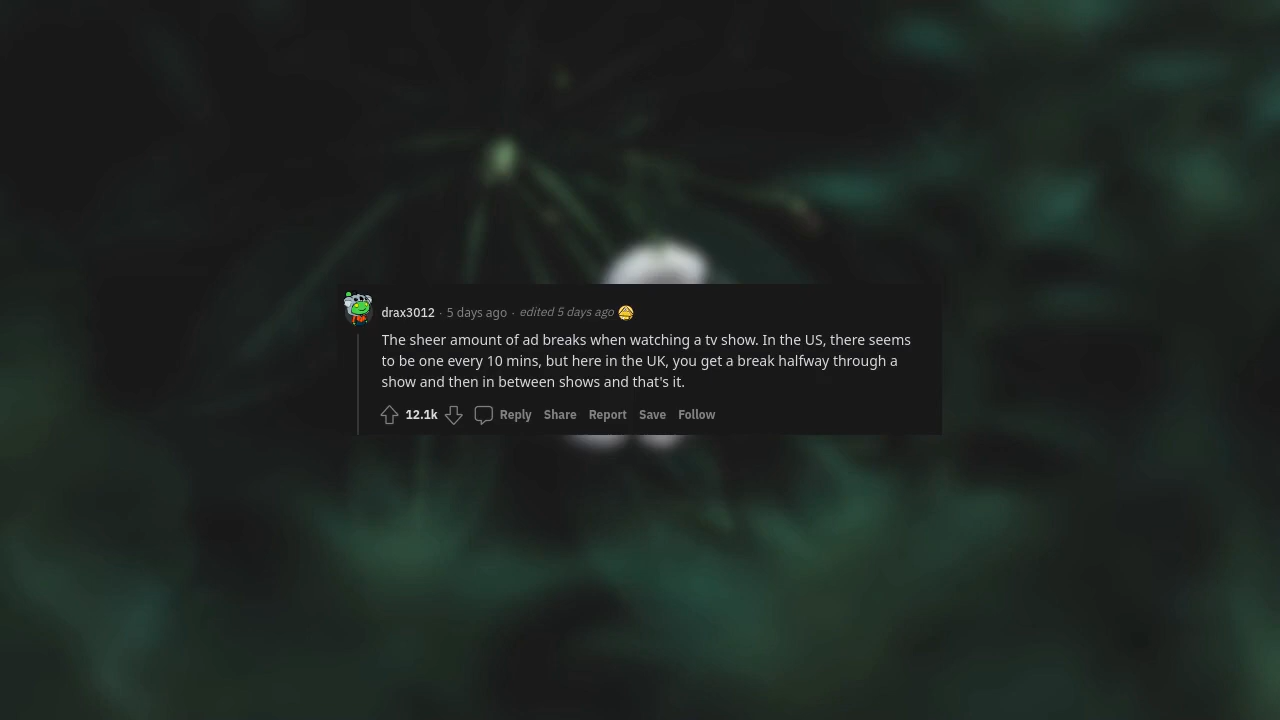 drax3012 · 5 days ago · edited 5 days ago
The sheer amount of ad breaks when watching a tv show. In the US, there seems
to be one every 10 mins, but here in the UK, you get a break halfway through a
show and then in between shows and that's it.
12.1k Reply Share Report Save Follow